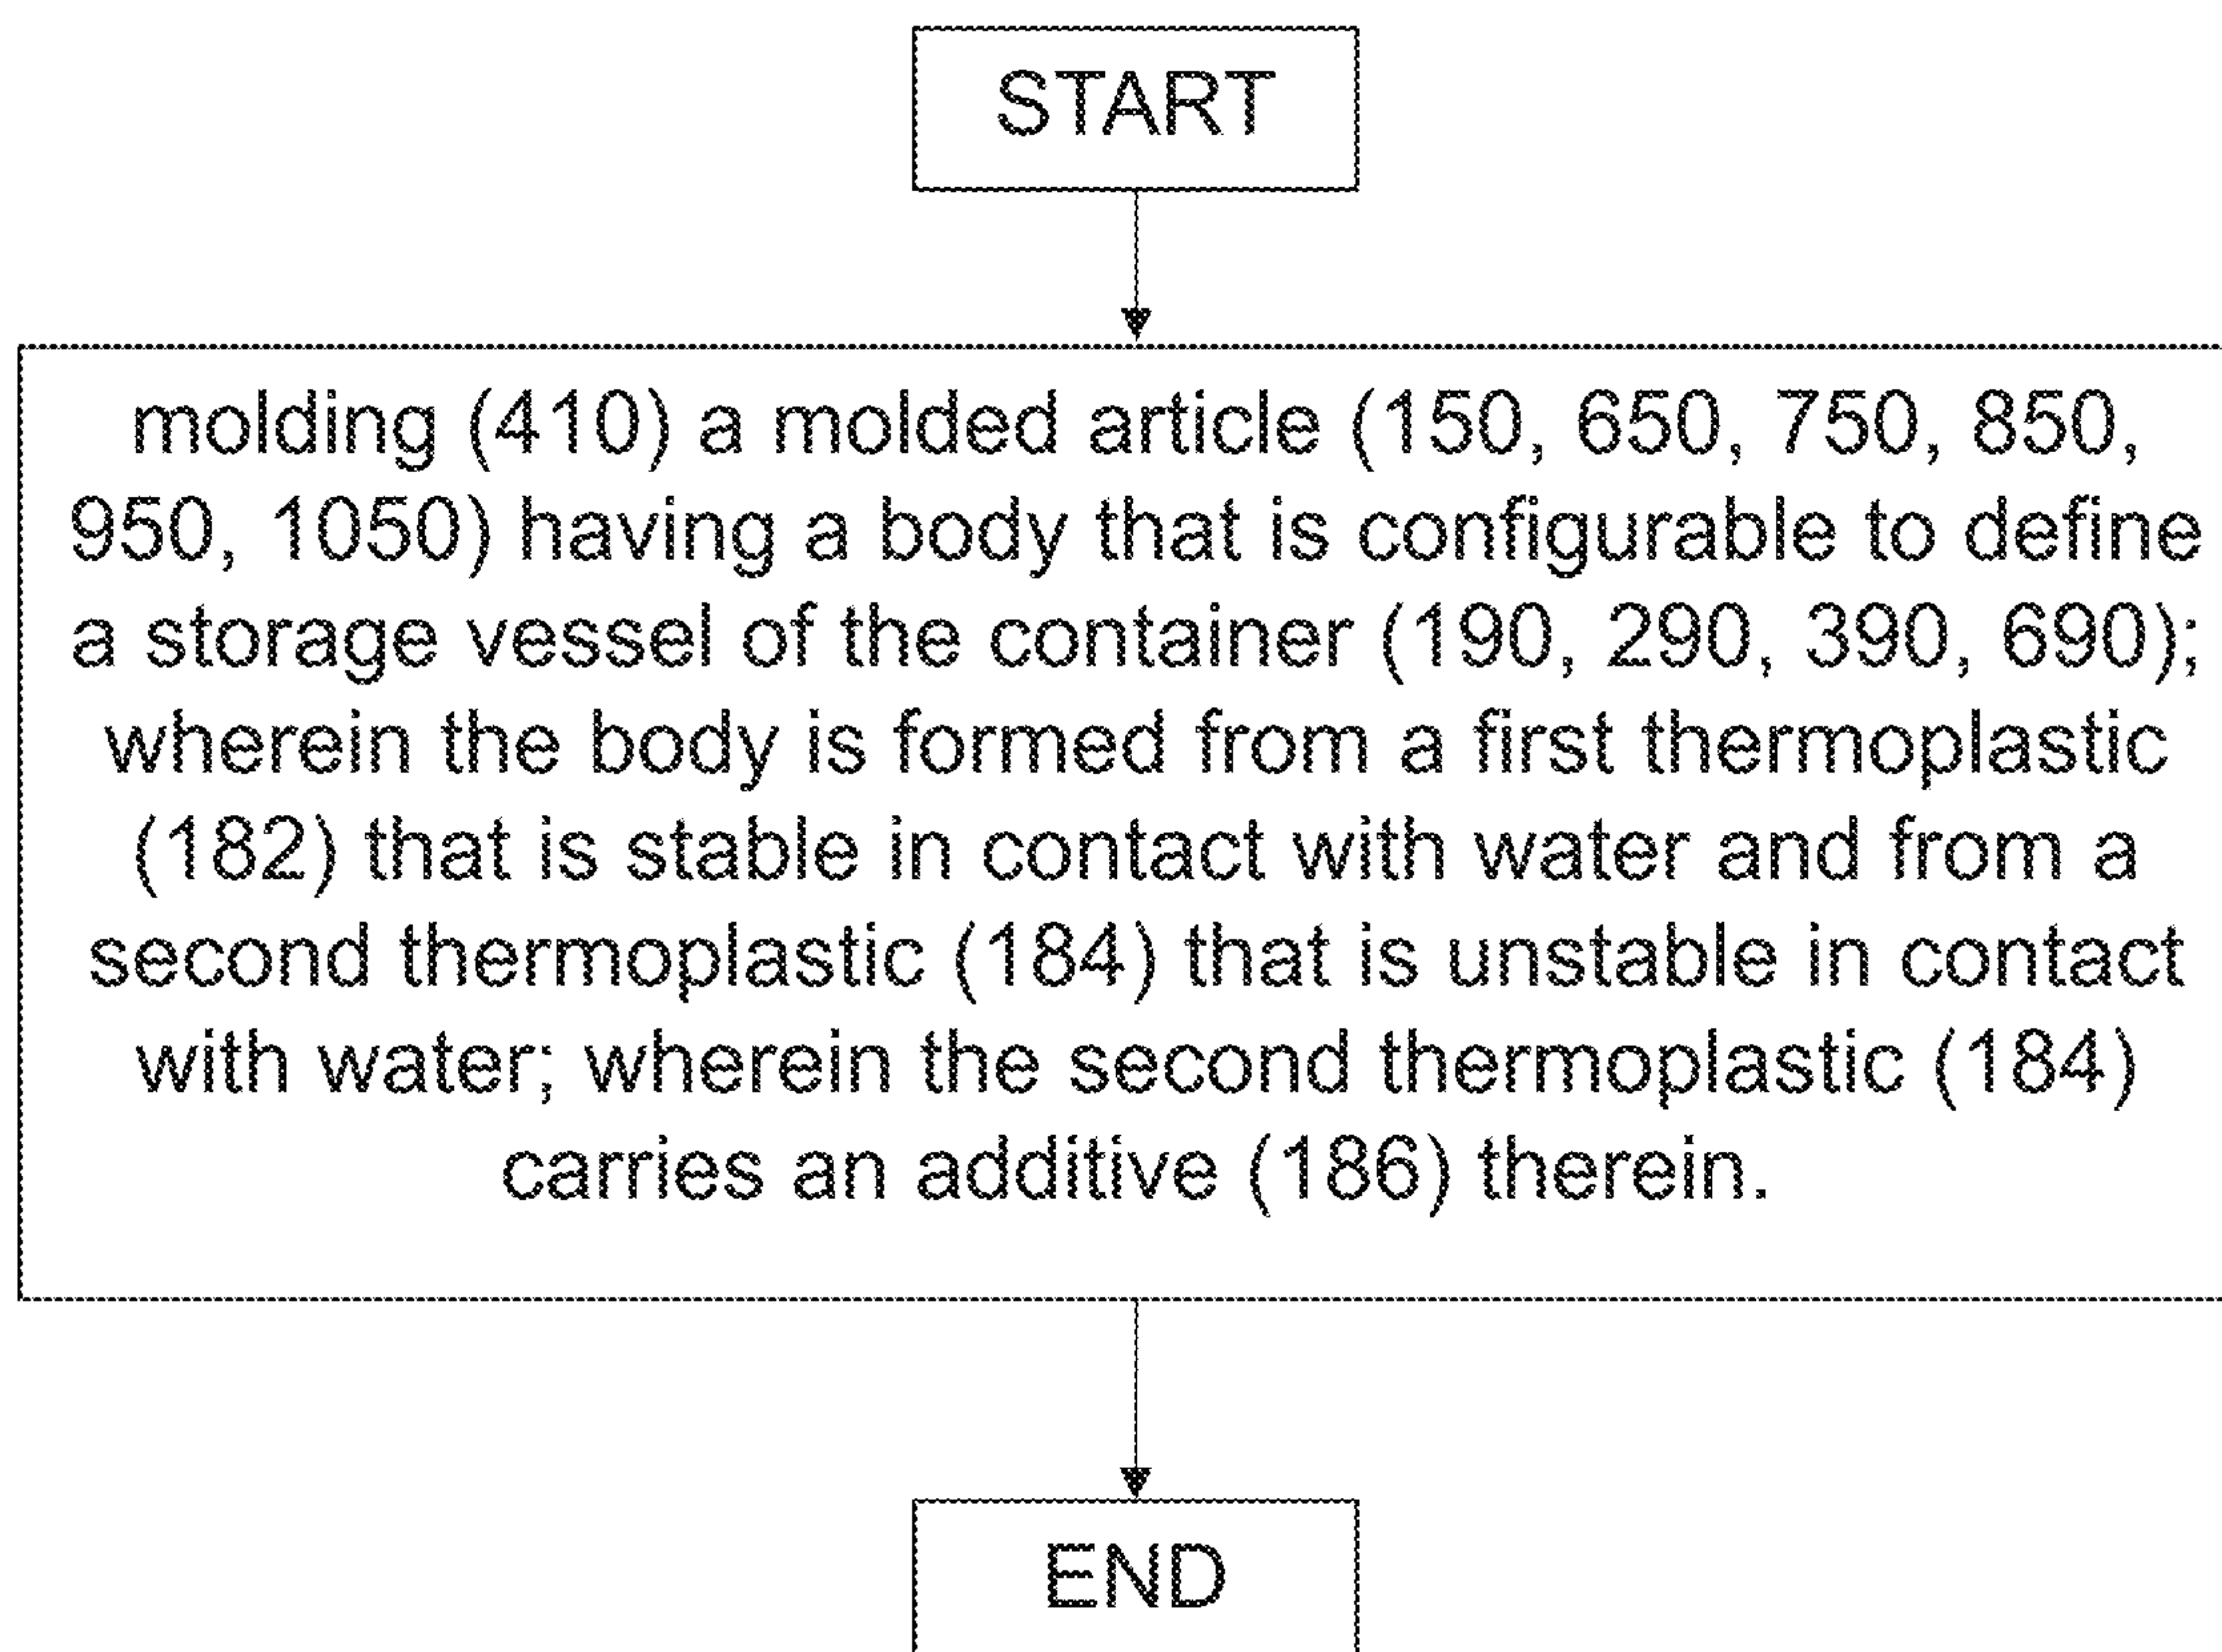 START
molding (410) a molded article (150, 650, 750, 850,
950, 1050) having a body that is configurable to define
a storage vessel of the container (190, 290, 390, 690);
wherein the body is formed from a first thermoplastic
(182) that is stable in contact with water and from a
second thermoplastic (184) that is unstable in contact
with water; wherein the second thermoplastic (184)
carries an additive (186) therein.
END